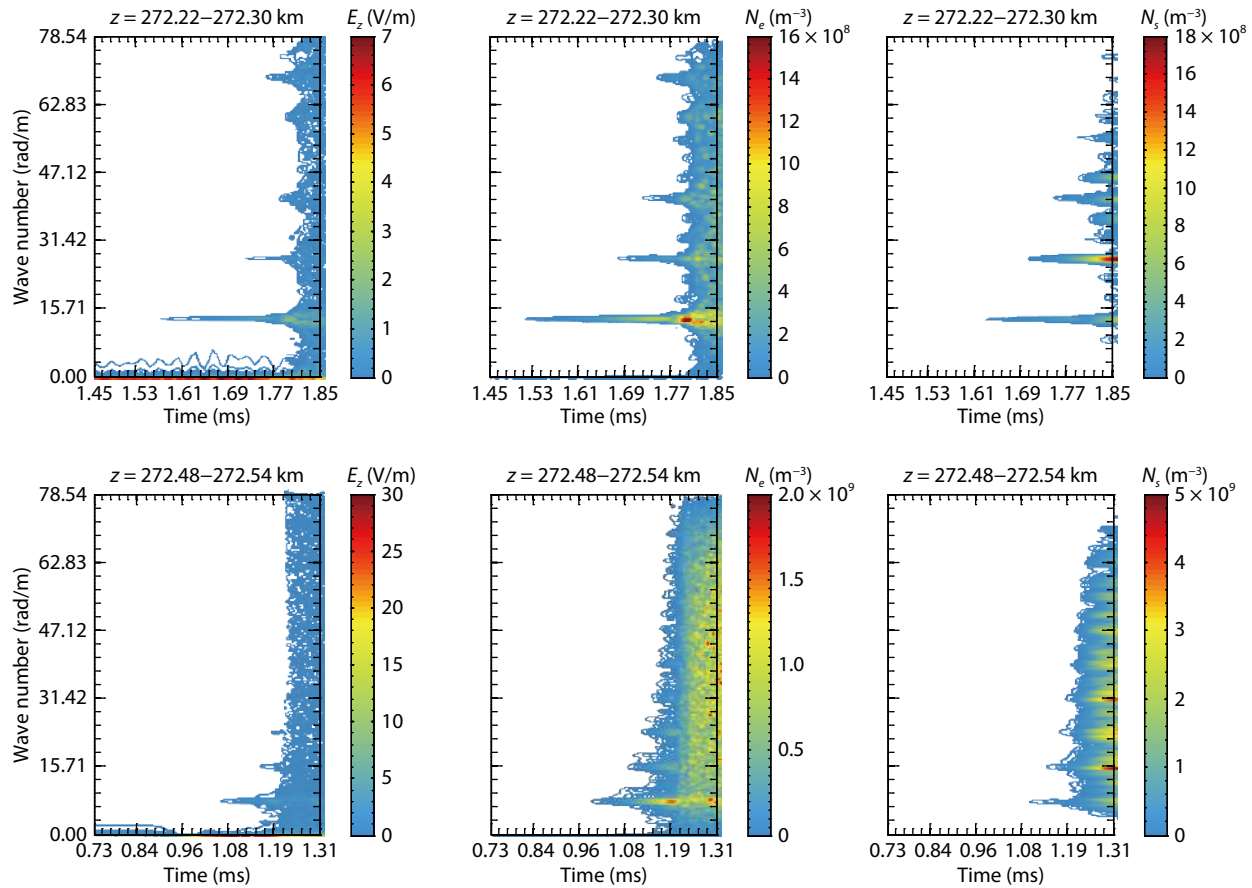 z = 272.22–272.30 km
E_z (V/m)
z = 272.22–272.30 km
N_e (m⁻³)
z = 272.22–272.30 km
N_s (m⁻³)
78.54
62.83
47.12
31.42
15.71
0.00
Wave number (rad/m)
7
6
5
4
3
2
1
0
16 × 10⁸
14
12
10
8
6
4
2
0
18 × 10⁸
16
14
12
10
8
6
4
2
0
1.45 1.53 1.61 1.69 1.77 1.85
Time (ms)
1.45 1.53 1.61 1.69 1.77 1.85
Time (ms)
1.45 1.53 1.61 1.69 1.77 1.85
Time (ms)
z = 272.48–272.54 km
E_z (V/m)
z = 272.48–272.54 km
N_e (m⁻³)
z = 272.48–272.54 km
N_s (m⁻³)
78.54
62.83
47.12
31.42
15.71
0.00
Wave number (rad/m)
30
25
20
15
10
5
0
2.0 × 10⁹
1.5
1.0
0.5
0
5 × 10⁹
4
3
2
1
0
0.73 0.84 0.96 1.08 1.19 1.31
Time (ms)
0.73 0.84 0.96 1.08 1.19 1.31
Time (ms)
0.73 0.84 0.96 1.08 1.19 1.31
Time (ms)